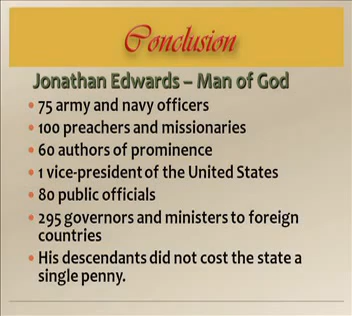 Conclusion
Jonathan Edwards – Man of God
• 75 army and navy officers
• 100 preachers and missionaries
• 60 authors of prominence
• 1 vice-president of the United States
• 80 public officials
• 295 governors and ministers to foreign
countries
• His descendants did not cost the state a
single penny.